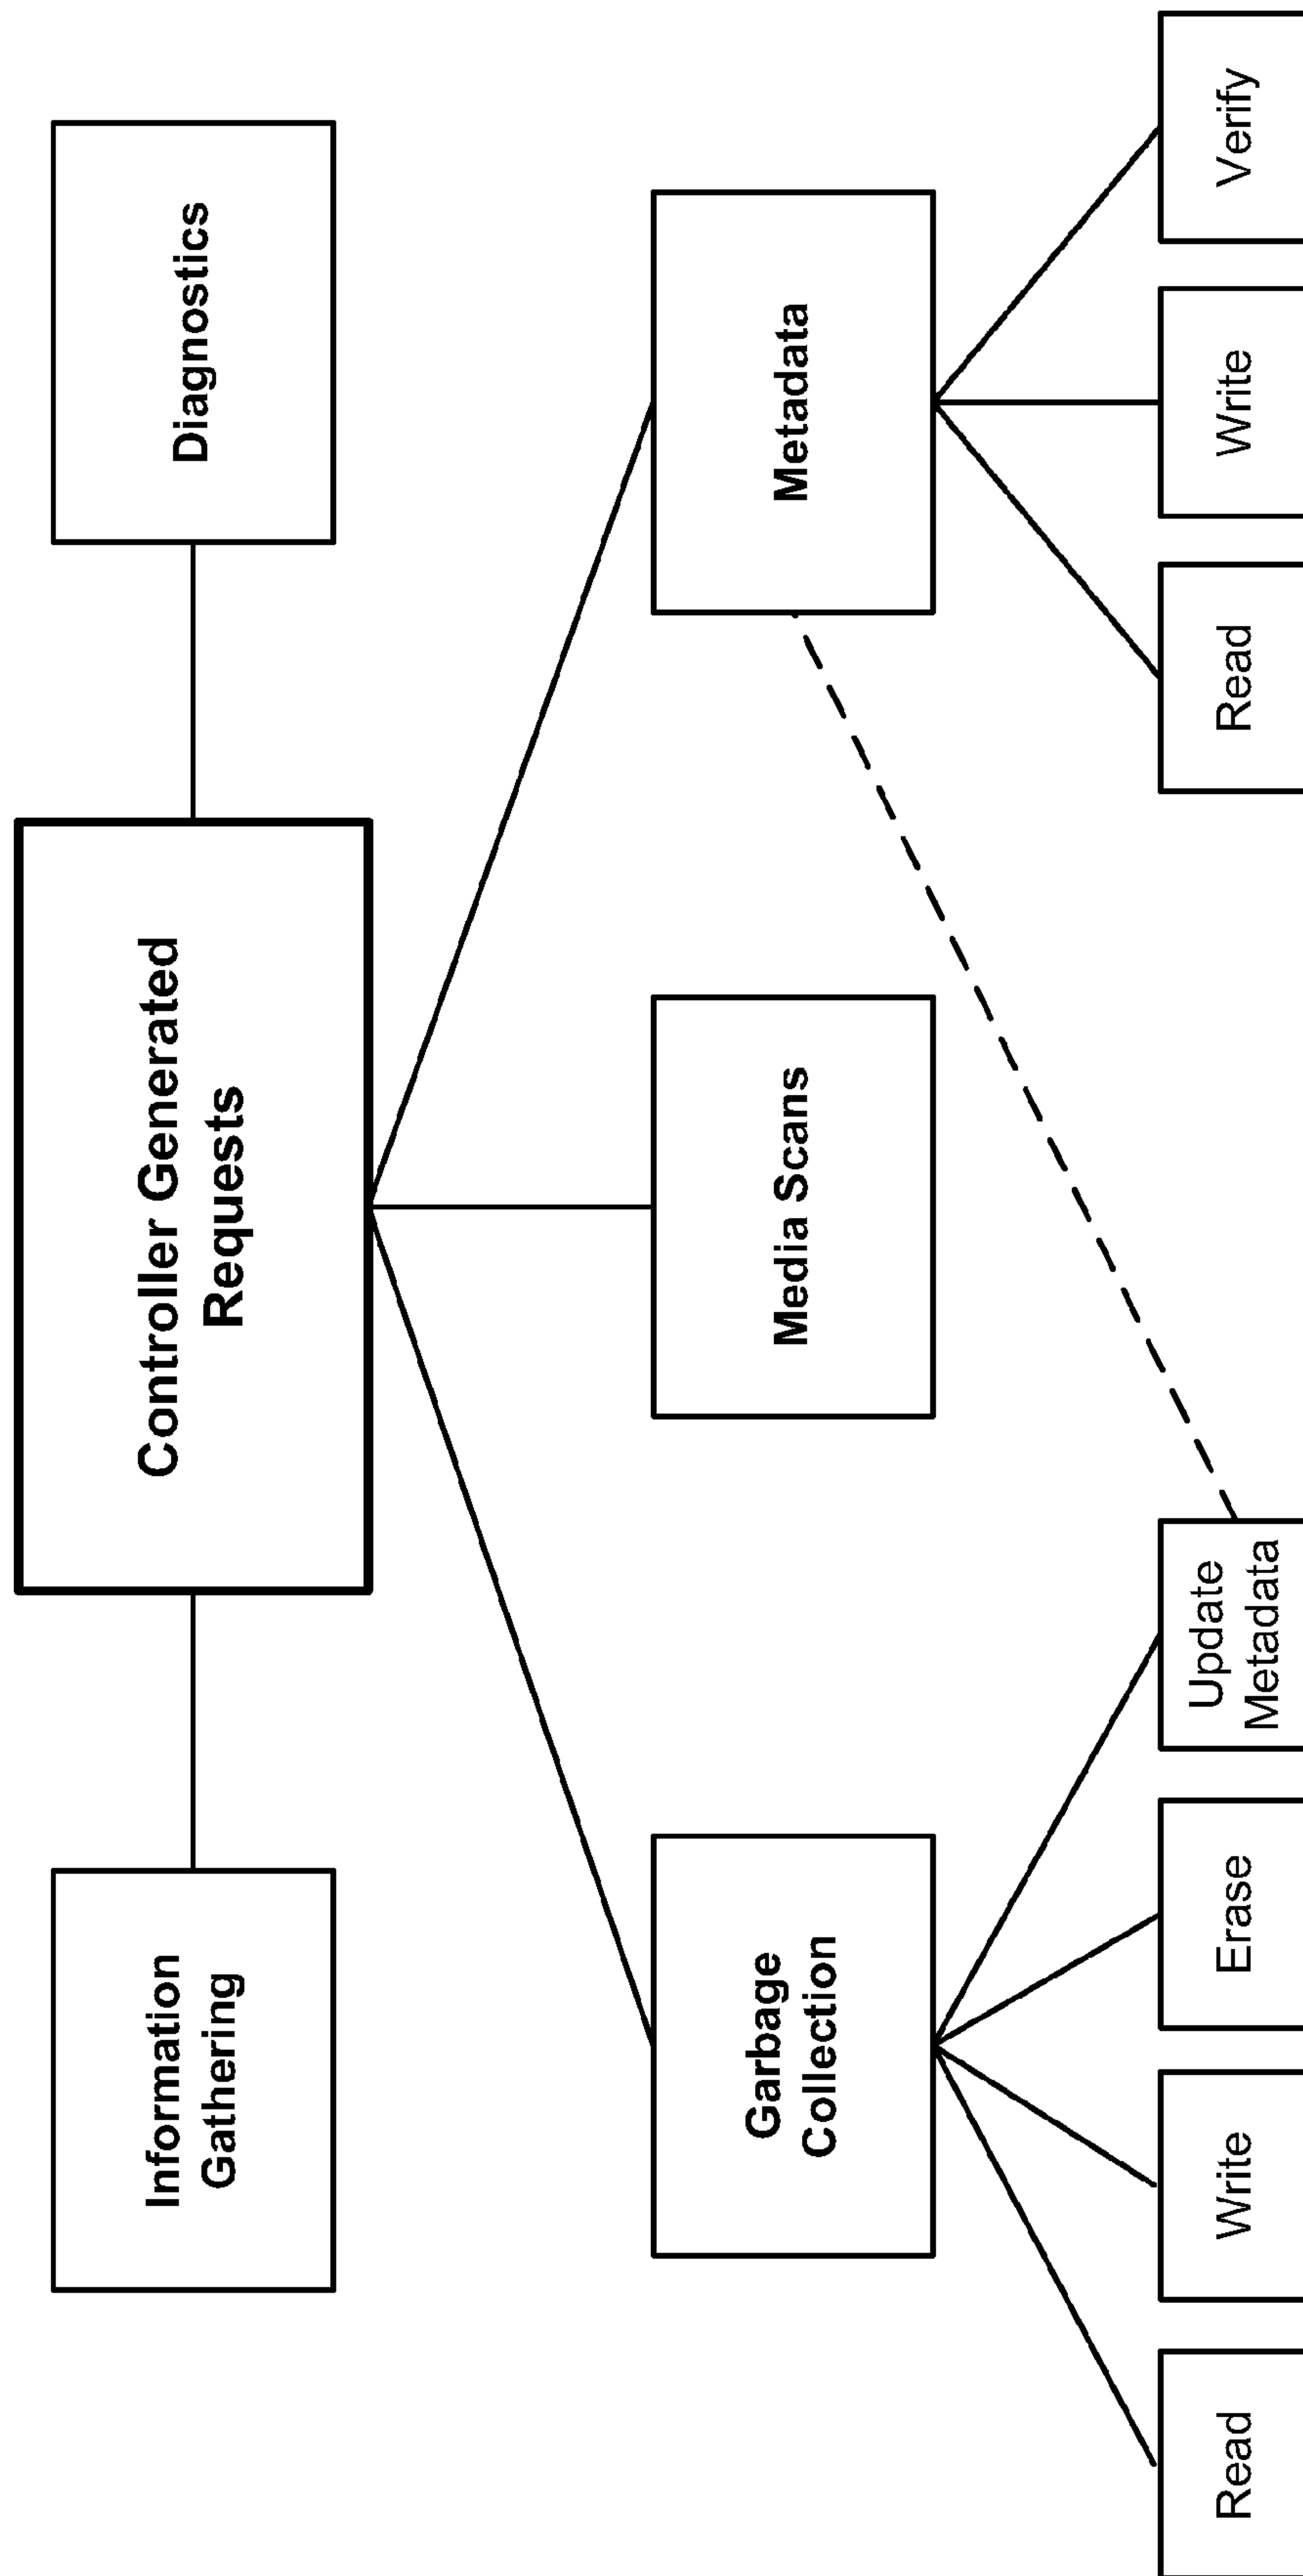 Information
Gathering
Controller Generated
Requests
Diagnostics
Garbage
Collection
Media Scans
Metadata
Read
Write
Erase
Update
Metadata
Read
Write
Verify